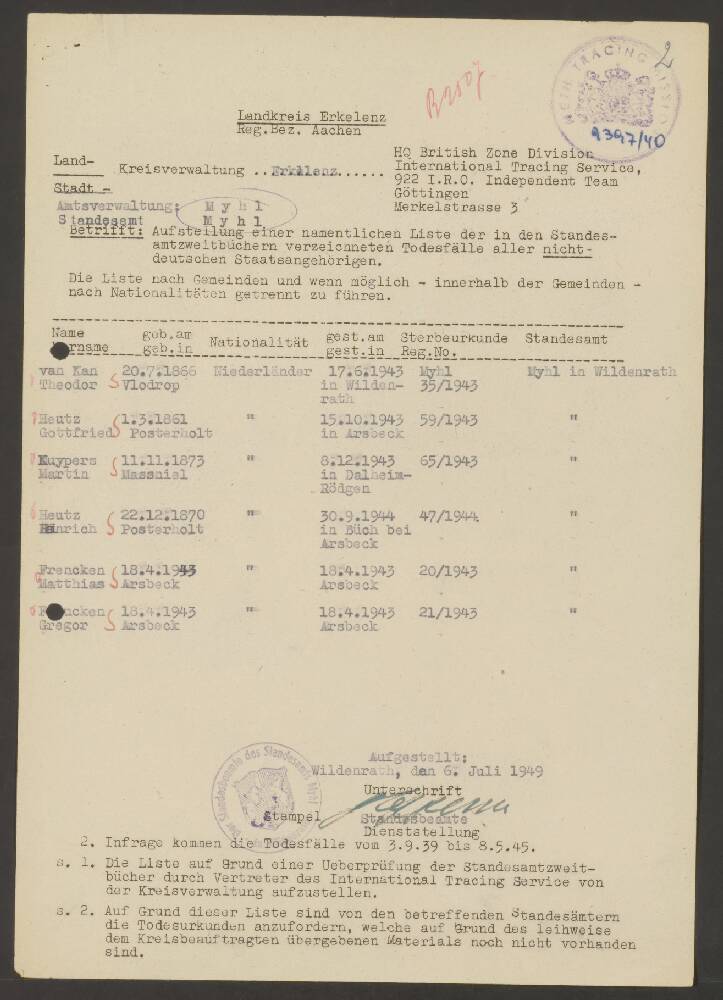 2
B2007
TRACING
9397/40
Landkreis Erkelenz
Reg.Bez. Aachen
HQ British Zone Division
Land-
Kreisverwaltung ..Erkelenz......
International Tracing Service,
Stadt -
922 I.R.O. Independent Team
Göttingen
Amtsverwaltung: Myhl
Merkelstrasse 3
Standesamt Myhl
Betrifft: Aufstellung einer namentlichen Liste der in den Standes-
amtzweitbüchern verzeichneten Todesfälle aller nicht-
deutschen Staatsangehörigen.
Die Liste nach Gemeinden und wenn möglich - innerhalb der Gemeinden -
nach Nationalitäten getrennt zu führen.
Name geb.am Nationalität gest.am Sterbeurkunde Standesamt
geb.in gest.in Reg.No.
van Kan 20.7.1866 Niederländer 17.6.1943 Myhl Myhl in Wildenrath
Theodor Vlodrop in Wilden- 35/1943
rath
Heutz 1.3.1861 " 15.10.1943 59/1943 "
Gottfried Posterholt in Arsbeck
Kuypers 11.11.1873 " 8.12.1943 65/1943 "
Martin Massniel in Dalheim-
Rödgen
Heutz 22.12.1870 " 30.9.1944 47/1944 "
Hinrich Posterholt in Büch bei
Arsbeck
Frencken 18.4.1943 " 18.4.1943 20/1943 "
Matthias Arsbeck Arsbeck
F ncken 18.4.1943 " 18.4.1943 21/1943 "
Gregor Arsbeck Arsbeck
Aufgestellt:
Wildenrath, den 6. Juli 1949
Unterschrift
Stempel Standesbeamte
Dienststellung
2. Infrage kommen die Todesfälle vom 3.9.39 bis 8.5.45.
s. 1. Die Liste auf Grund einer Ueberprüfung der Standesamtzweit-
bücher durch Vertreter des International Tracing Service von
der Kreisverwaltung aufzustellen.
s. 2. Auf Grund dieser Liste sind von den betreffenden Standesämtern
die Todesurkunden anzufordern, welche auf Grund des leihweise
dem Kreisbeauftragten übergebenen Materials noch nicht vorhanden
sind.